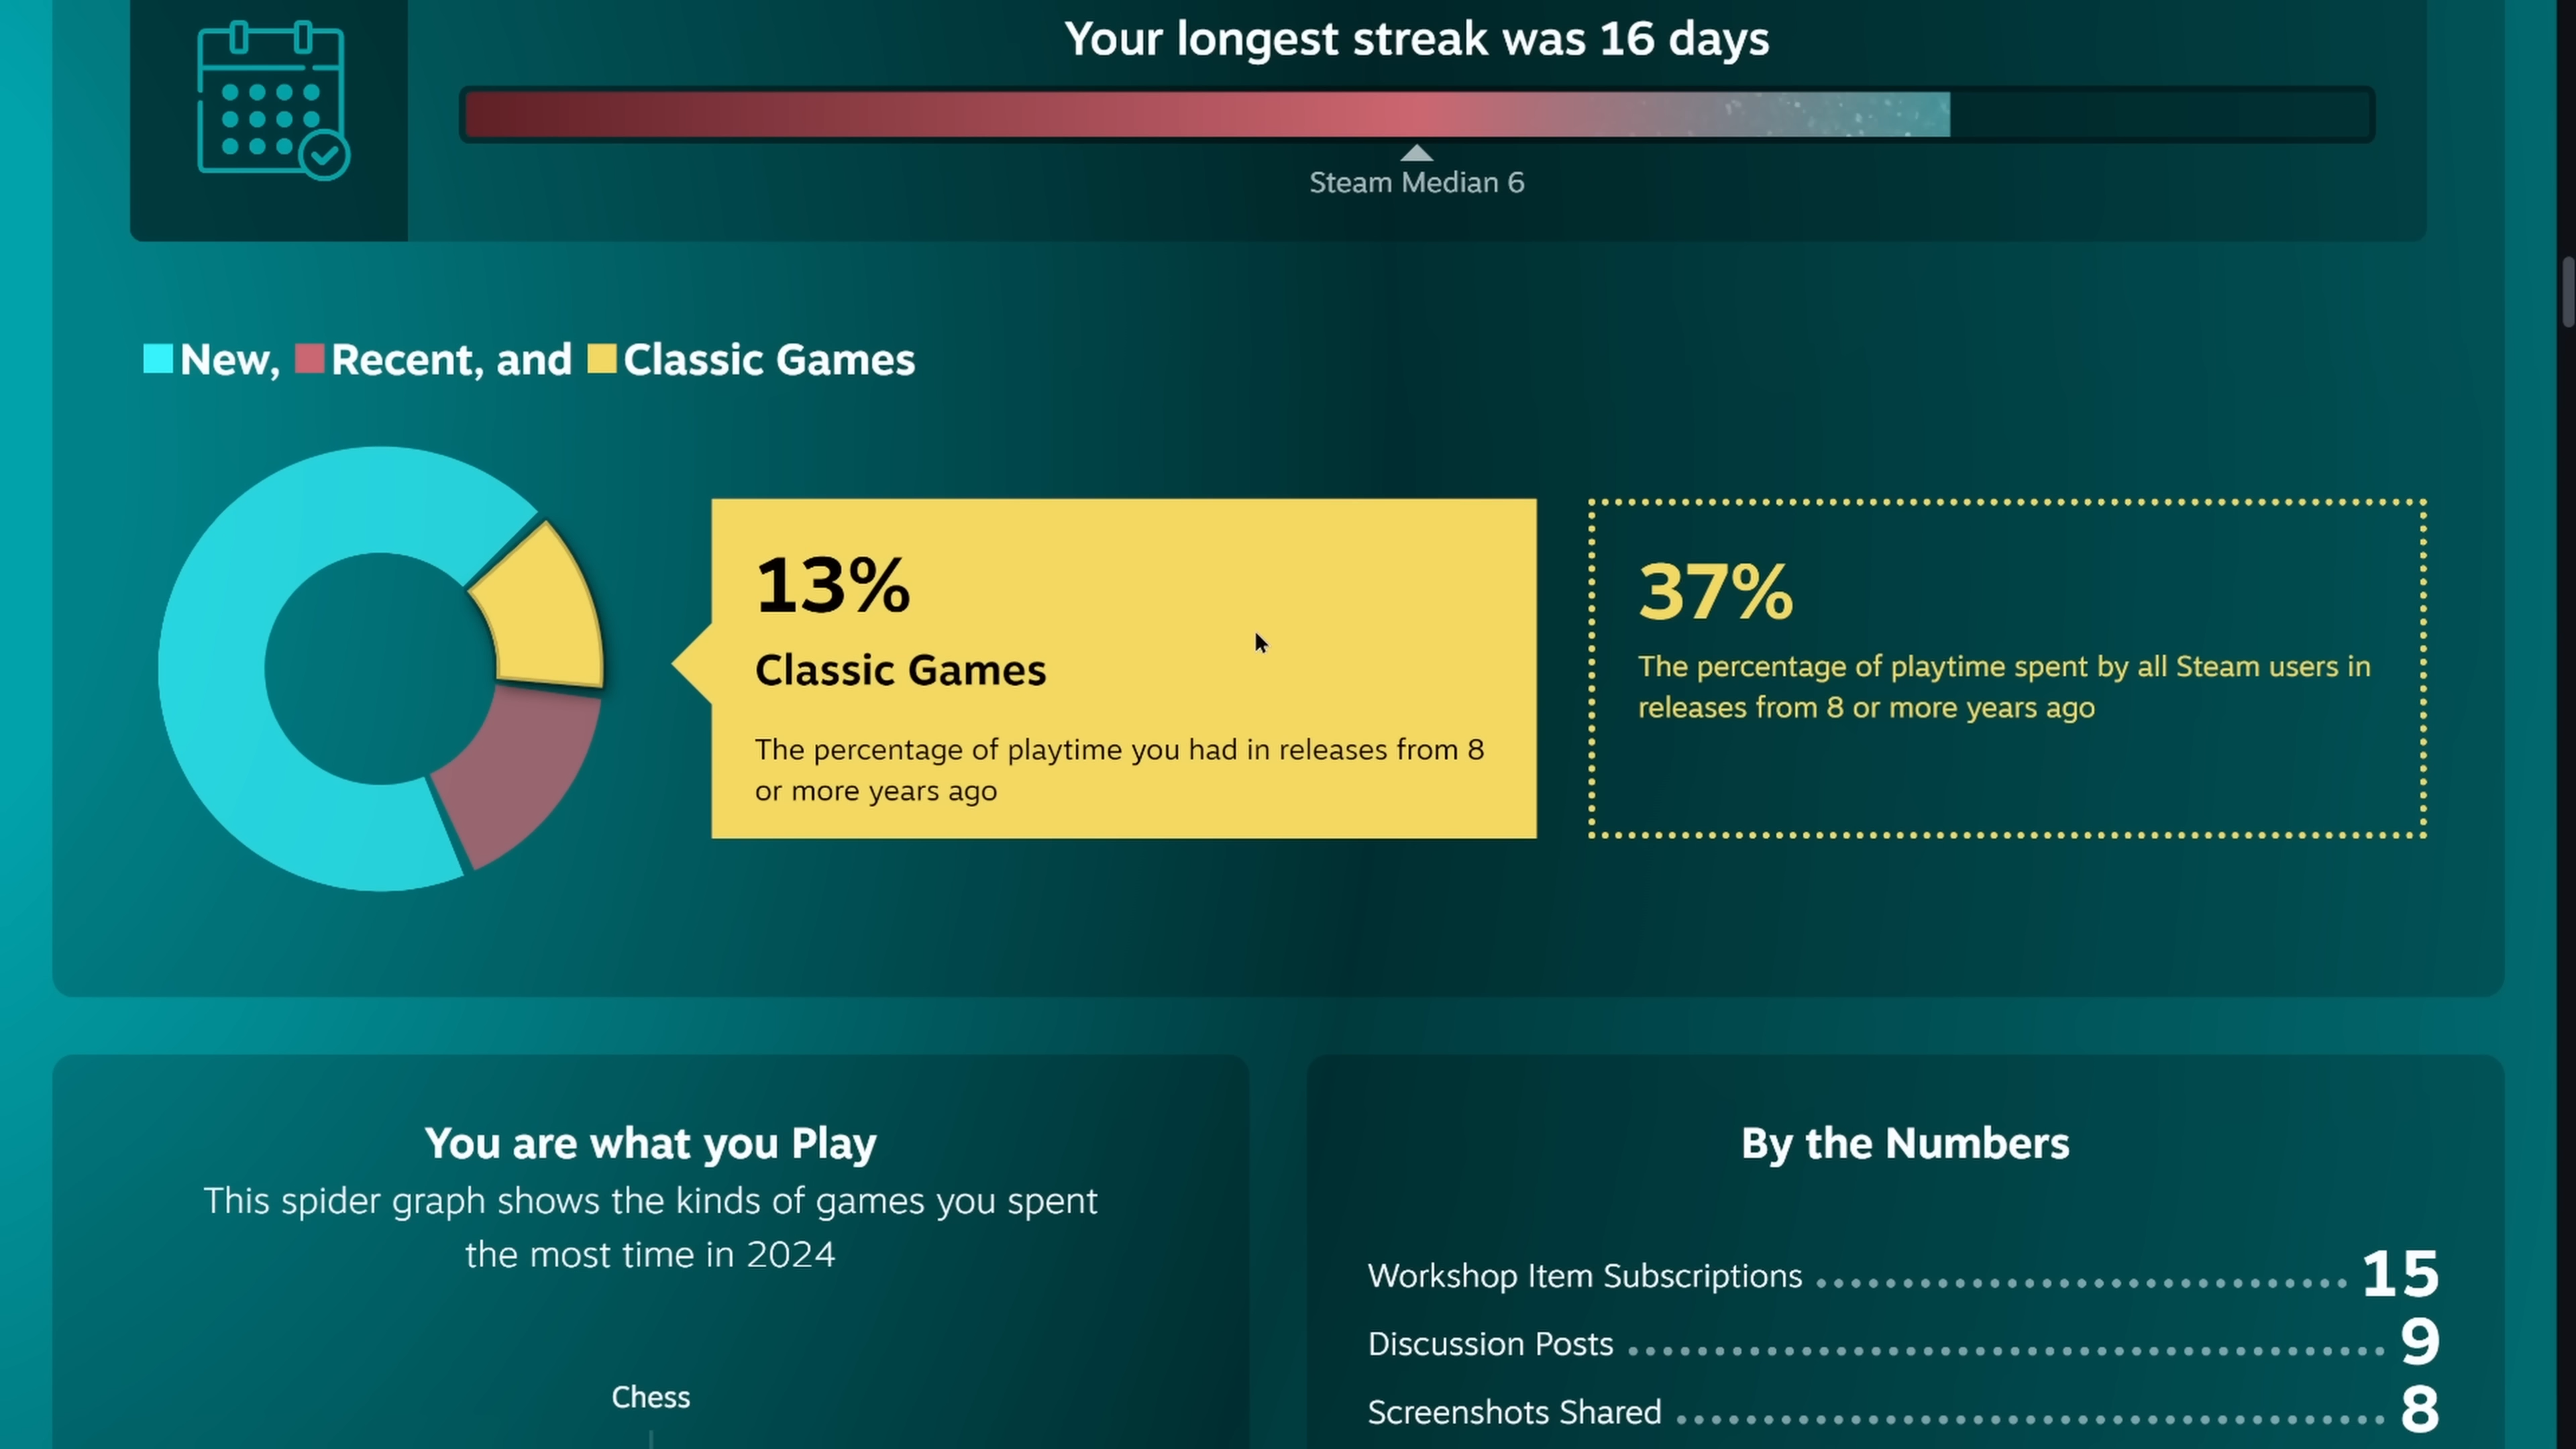 Your longest streak was 16 days
Steam Median 6
New, Recent, and Classic Games
13%
Classic Games
The percentage of playtime you had in releases from 8
or more years ago
37%
The percentage of playtime spent by all Steam users in
releases from 8 or more years ago
You are what you Play
This spider graph shows the kinds of games you spent
the most time in 2024
Chess
By the Numbers
Workshop Item Subscriptions 15
Discussion Posts 9
Screenshots Shared 8